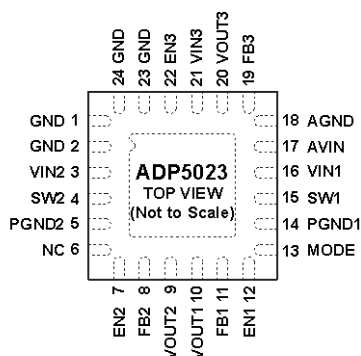 24 GND
23 GND
22 EN3
21 VIN3
20 VOUT3
19 FB3
GND 1
GND 2
VIN2 3
SW2 4
PGND2 5
NC 6
ADP5023
TOP VIEW
(Not to Scale)
18 AGND
17 AVIN
16 VIN1
15 SW1
14 PGND1
13 MODE
EN2 7
FB2 8
VOUT2 9
VOUT1 10
FB1 11
EN1 12